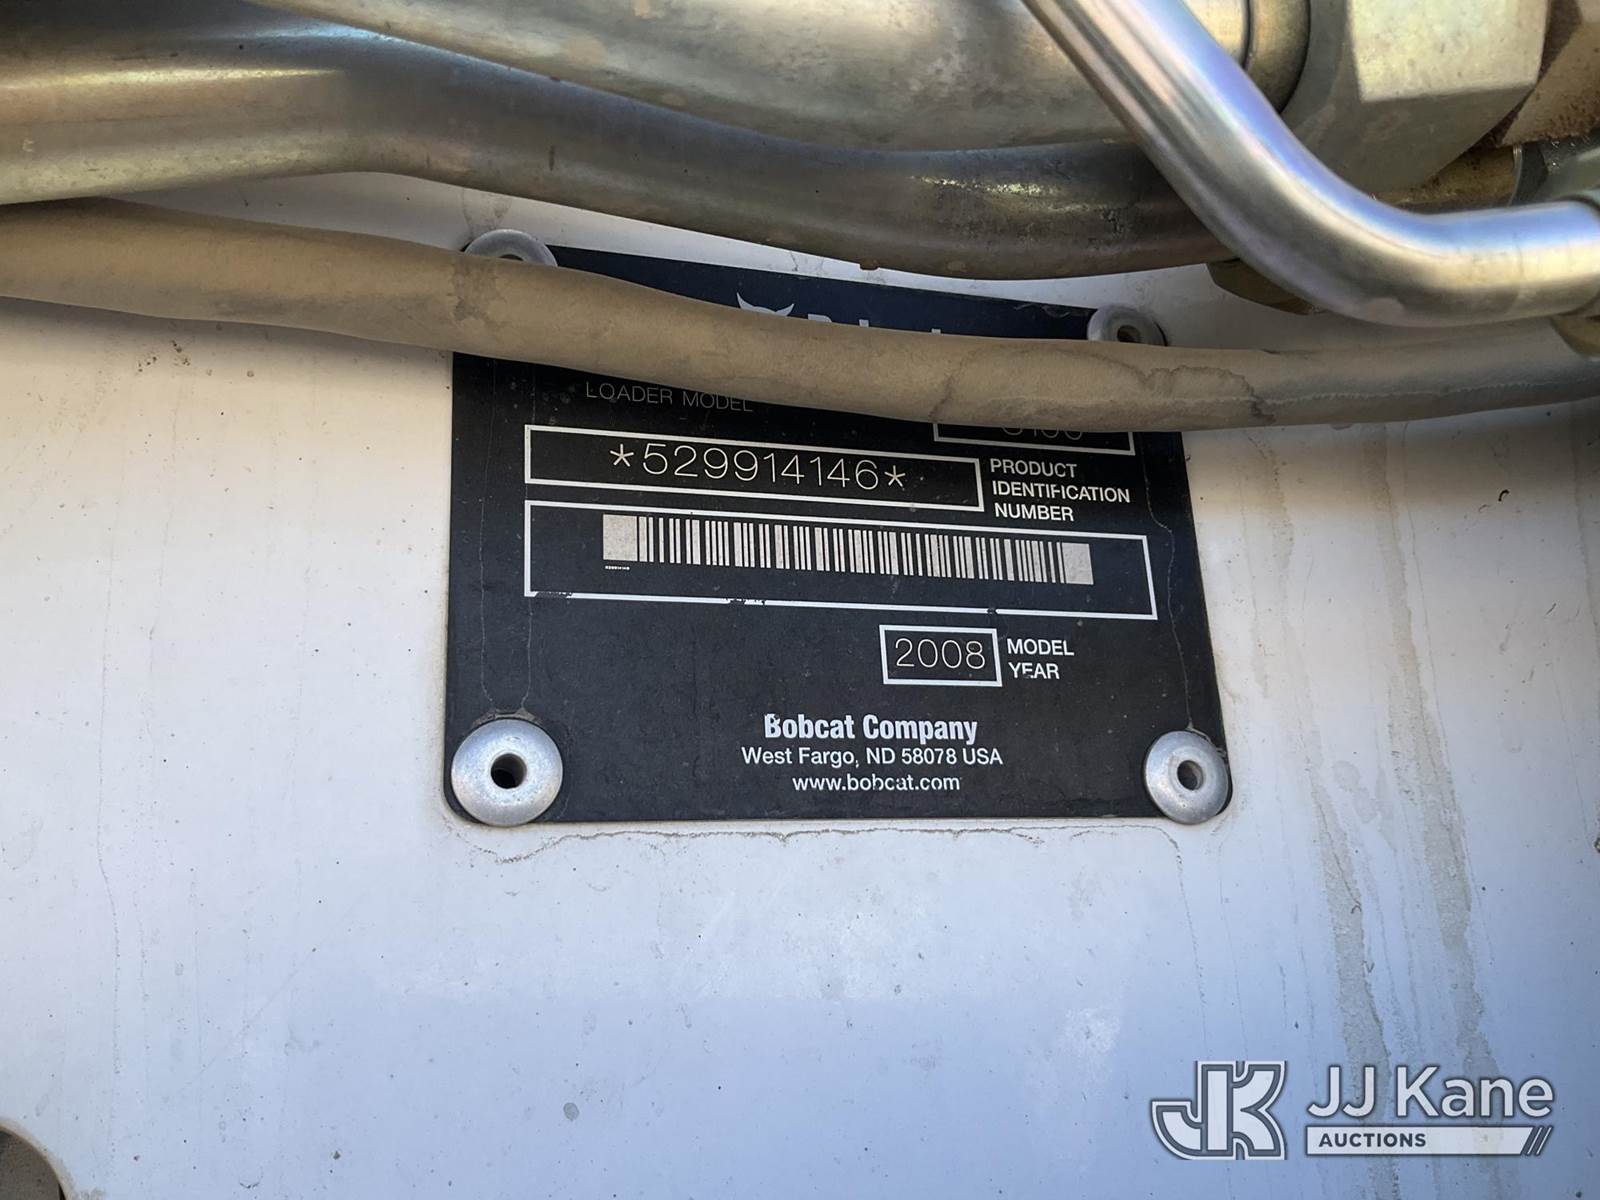 LOADER MODEL
*529914146*
PRODUCT
IDENTIFICATION
NUMBER
2008
MODEL
YEAR
Bobcat Company
West Fargo, ND 58078 USA
www.bobcat.com
JK JJ Kane
AUCTIONS